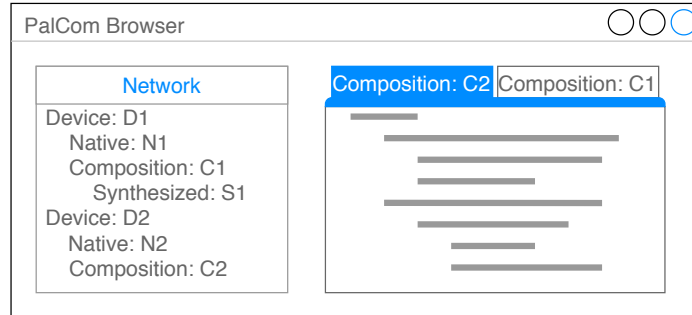 PalCom Browser
Network
Device: D1
Native: N1
Composition: C1
Synthesized: S1
Device: D2
Native: N2
Composition: C2
Composition: C2 Composition: C1